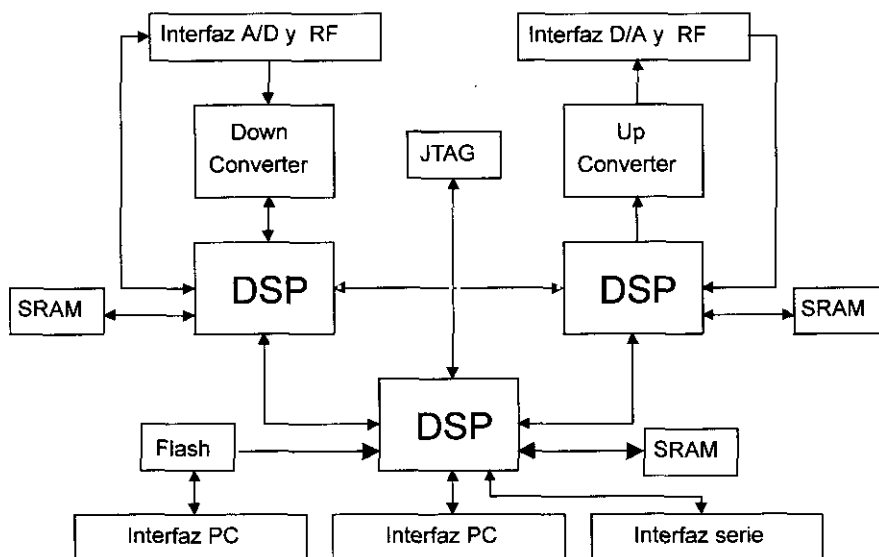 Interfaz A/D y RF
Interfaz D/A y RF
Down
Converter
JTAG
Up
Converter
DSP
DSP
SRAM
SRAM
DSP
Flash
SRAM
Interfaz PC
Interfaz PC
Interfaz serie